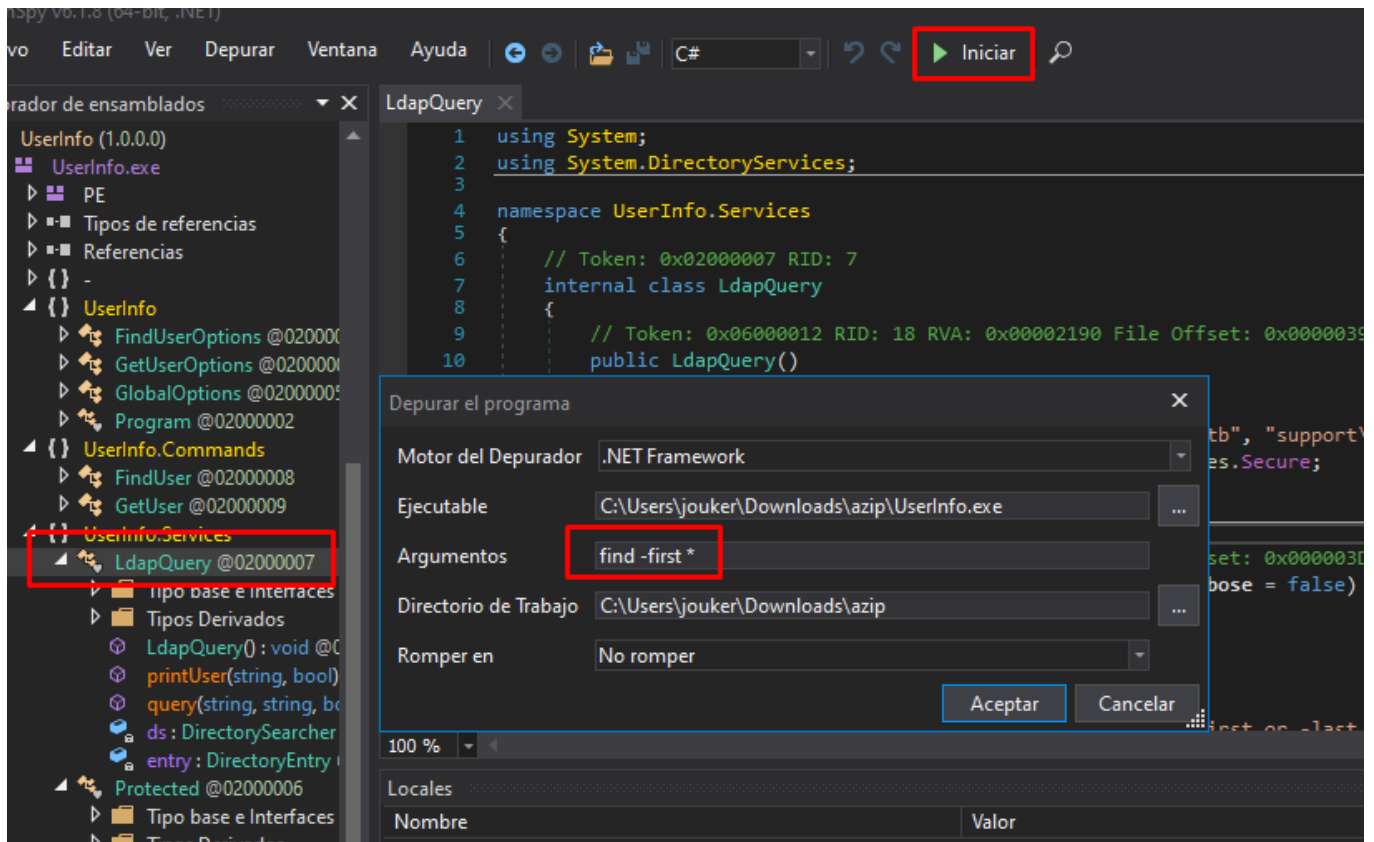 nSpy v6.1.8 (64-bit, .NET)
vo Editar Ver Depurar Ventana Ayuda C# Iniciar
orador de ensamblados
UserInfo (1.0.0.0)
UserInfo.exe
PE
Tipos de referencias
Referencias
{ } -
{ } UserInfo
FindUserOptions @020000
GetUserOptions @0200000
GlobalOptions @02000005
Program @02000002
{ } UserInfo.Commands
FindUser @02000008
GetUser @02000009
{ } UserInfo.Services
LdapQuery @02000007
Tipo base e Interfaces
Tipos Derivados
LdapQuery() : void @0
printUser(string, bool)
query(string, string, bo
ds : DirectorySearcher
entry : DirectoryEntry
Protected @02000006
Tipo base e Interfaces
Tipos Derivados
LdapQuery
1 using System;
2 using System.DirectoryServices;
3
4 namespace UserInfo.Services
5 {
6 // Token: 0x02000007 RID: 7
7 internal class LdapQuery
8 {
9 // Token: 0x06000012 RID: 18 RVA: 0x00002190 File Offset: 0x0000039
10 public LdapQuery()
tb", "support\
es.Secure;
set: 0x000003D
bose = false)
irst or -last
Depurar el programa
Motor del Depurador .NET Framework
Ejecutable C:\Users\jouker\Downloads\azip\UserInfo.exe ...
Argumentos find -first *
Directorio de Trabajo C:\Users\jouker\Downloads\azip ...
Romper en No romper
Aceptar Cancelar
100 %
Locales
Nombre Valor